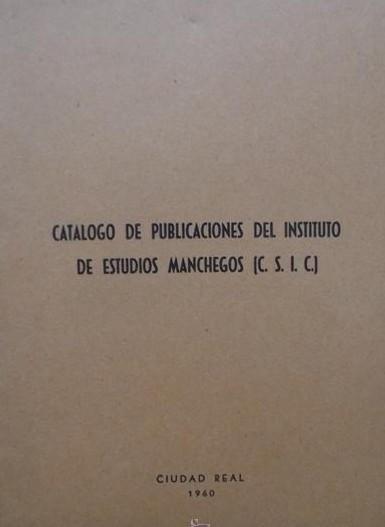 CATALOGO DE PUBLICACIONES DEL INSTITUTO
DE ESTUDIOS MANCHEGOS (C. S. I. C.)
CIUDAD REAL
1960